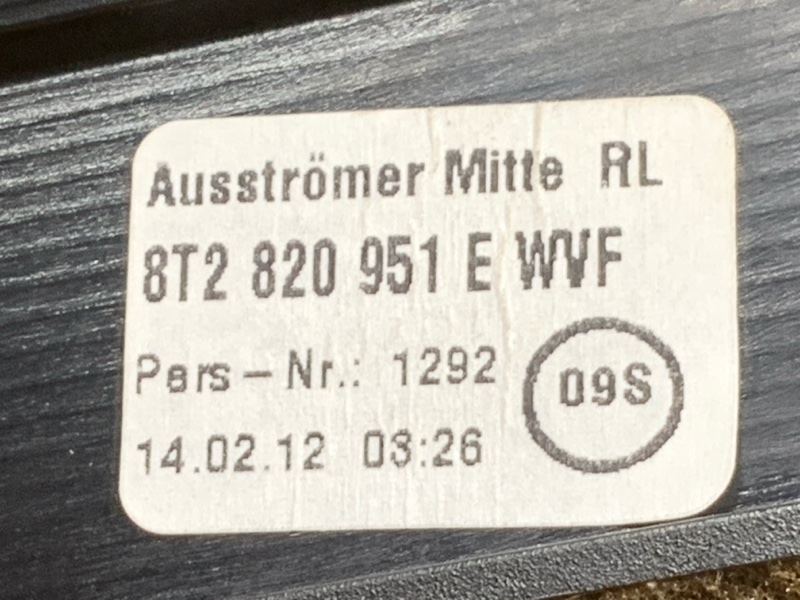 Ausströmer Mitte RL
8T2 820 951 E WVF
Pers-Nr.: 1292
09S
14.02.12 03:26